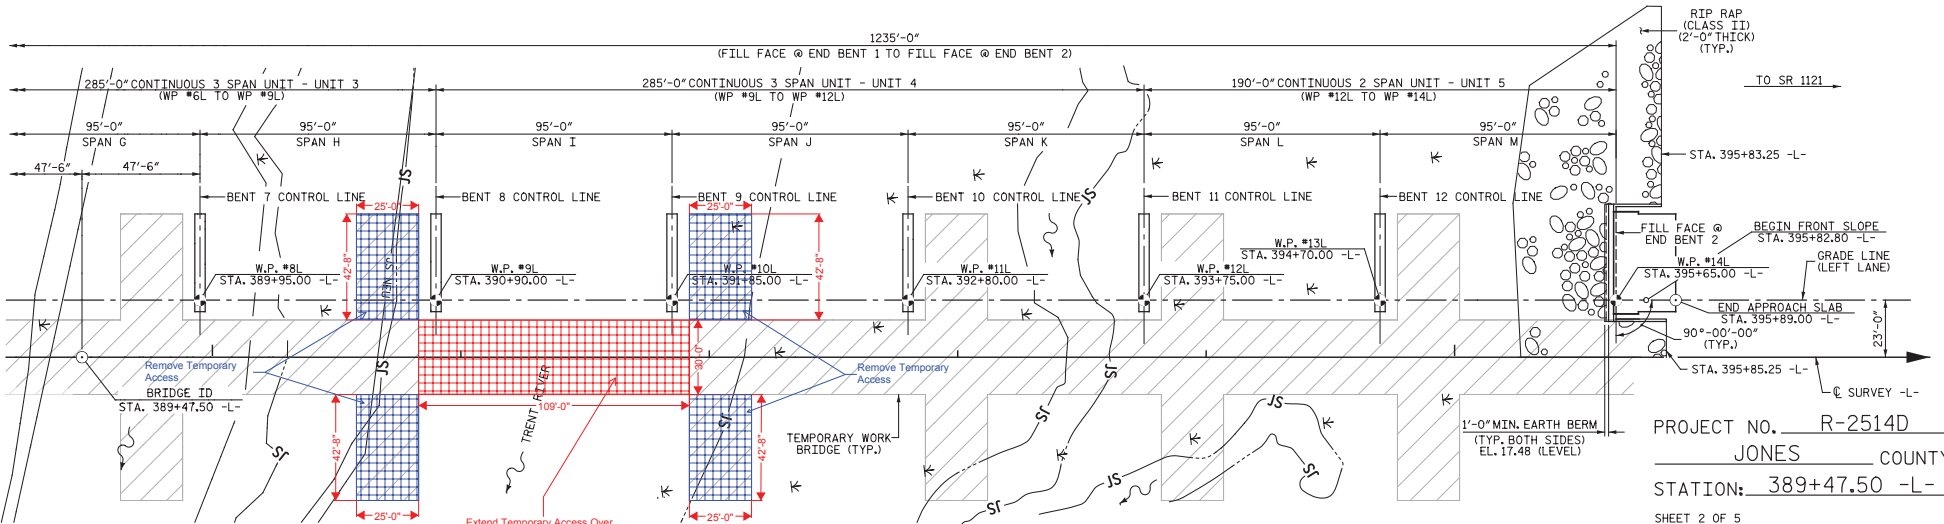 1235'-0"
(FILL FACE @ END BENT 1 TO FILL FACE @ END BENT 2)
RIP RAP
(CLASS II)
(2'-0" THICK)
(TYP.)
TO SR 1121
285'-0" CONTINUOUS 3 SPAN UNIT - UNIT 3
(WP #6L TO WP #9L)
285'-0" CONTINUOUS 3 SPAN UNIT - UNIT 4
(WP #9L TO WP #12L)
190'-0" CONTINUOUS 2 SPAN UNIT - UNIT 5
(WP #12L TO WP #14L)
95'-0"
SPAN G
95'-0"
SPAN H
95'-0"
SPAN I
95'-0"
SPAN J
95'-0"
SPAN K
95'-0"
SPAN L
95'-0"
SPAN M
47'-6"
47'-6"
STA. 395+83.25 -L-
BENT 7 CONTROL LINE
BENT 8 CONTROL LINE
BENT 9 CONTROL LINE
BENT 10 CONTROL LINE
BENT 11 CONTROL LINE
BENT 12 CONTROL LINE
JS
JS
25'-0"
25'-0"
42'-8"
42'-8"
FILL FACE @
END BENT 2
BEGIN FRONT SLOPE
STA. 395+82.80 -L-
W.P. #8L
STA. 389+95.00 -L-
W.P. #9L
STA. 390+90.00 -L-
W.P. #10L
STA. 391+85.00 -L-
W.P. #11L
STA. 392+80.00 -L-
W.P. #12L
STA. 393+75.00 -L-
W.P. #13L
STA. 394+70.00 -L-
W.P. #14L
STA. 395+65.00 -L-
GRADE LINE
(LEFT LANE)
END APPROACH SLAB
STA. 395+89.00 -L-
90°-00'-00"
(TYP.)
23'-0"
Remove Temporary
Access
JS
30'-0"
Remove Temporary
Access
JS
STA. 395+85.25 -L-
BRIDGE ID
STA. 389+47.50 -L-
109'-0"
TRENT RIVER
JS
JS
JS
℄ SURVEY -L-
42'-8"
42'-8"
TEMPORARY WORK
BRIDGE (TYP.)
1'-0" MIN. EARTH BERM
(TYP. BOTH SIDES)
EL. 17.48 (LEVEL)
JS
JS
JS
JS
PROJECT NO. R-2514D
JONES COUNTY
STATION: 389+47.50 -L-
25'-0"
25'-0"
Extend Temporary Access Over
SHEET 2 OF 5